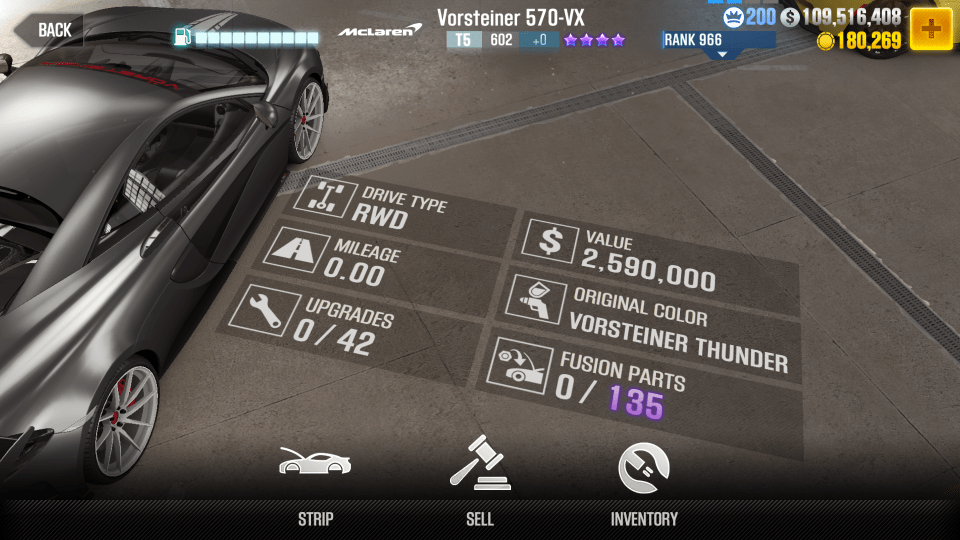 BACK
McLaren
Vorsteiner 570-VX
T5 602 +0
RANK 966
200 109,516,408
180,269
DRIVE TYPE
RWD
MILEAGE
0.00
UPGRADES
0 / 42
VALUE
2,590,000
ORIGINAL COLOR
VORSTEINER THUNDER
FUSION PARTS
0 / 135
STRIP
SELL
INVENTORY